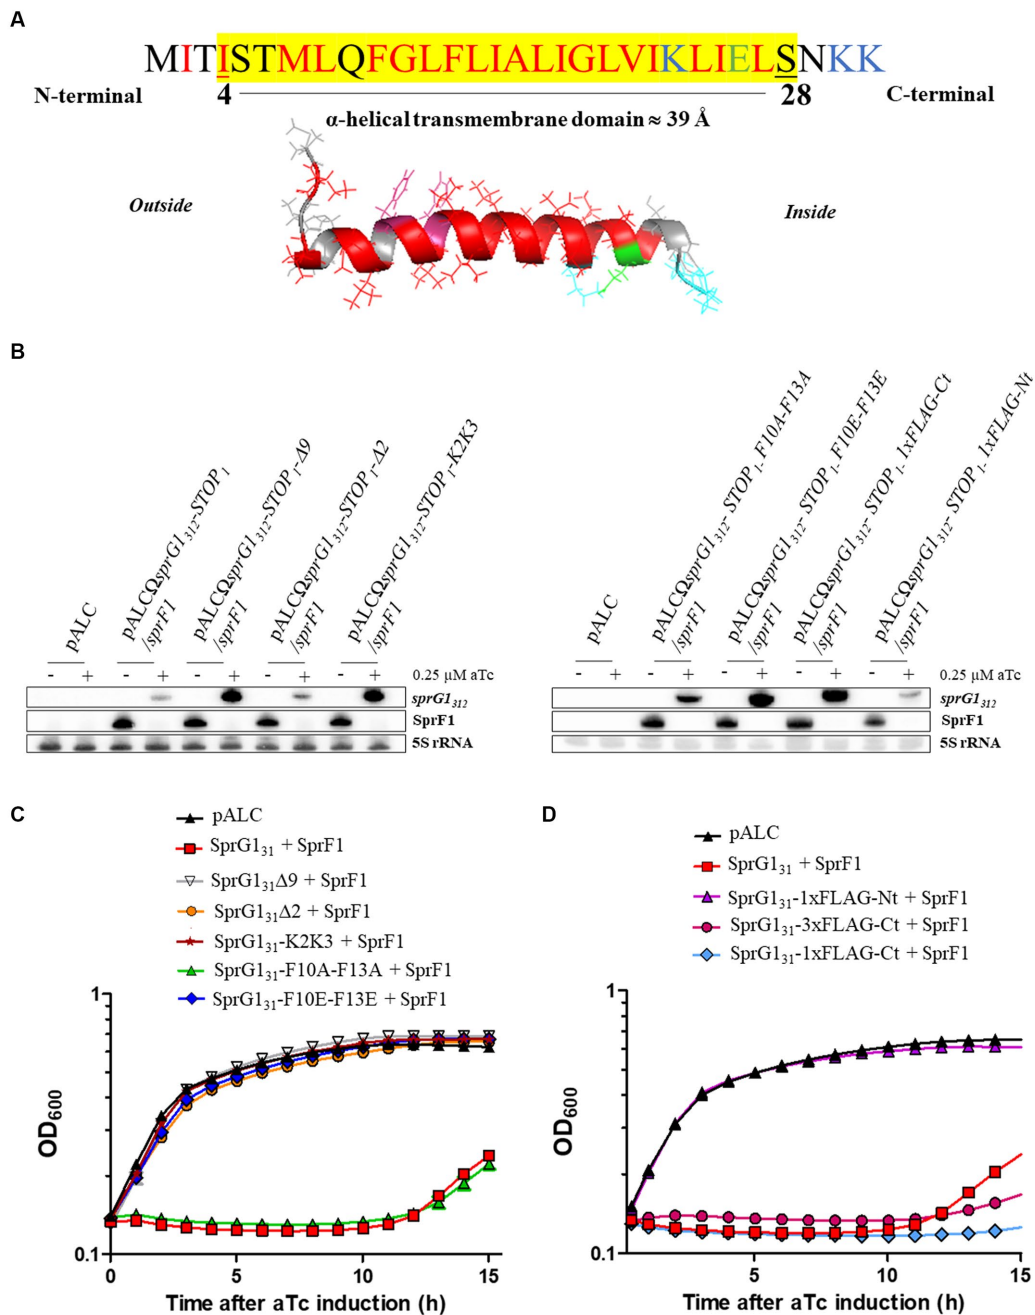 A
MITISTMLQFGLFLIALIGLVIKLIELSNKK
N-terminal 4 28 C-terminal
α-helical transmembrane domain ≈ 39 Å
Outside Inside
B
pALC
pALCΩsprG1₃₁₂-STOP₁
/sprF1
pALCΩsprG1₃₁₂-STOP₁-Δ9
/sprF1
pALCΩsprG1₃₁₂-STOP₁-Δ2
/sprF1
pALCΩsprG1₃₁₂-STOP₁-K2K3
/sprF1
- + - + - + - + - + 0.25 µM aTc
sprG1₃₁₂
SprF1
5S rRNA
pALC
pALCΩsprG1₃₁₂- STOP₁- F10A-F13A
/sprF1
pALCΩsprG1₃₁₂- STOP₁- F10E-F13E
/sprF1
pALCΩsprG1₃₁₂- STOP₁- 1xFLAG-Ct
/sprF1
pALCΩsprG1₃₁₂- STOP₁- 1xFLAG-Nt
/sprF1
- + - + - + - + - + 0.25 µM aTc
sprG1₃₁₂
SprF1
5S rRNA
C
pALC
SprG1₃₁ + SprF1
SprG1₃₁Δ9 + SprF1
SprG1₃₁Δ2 + SprF1
SprG1₃₁-K2K3 + SprF1
SprG1₃₁-F10A-F13A + SprF1
SprG1₃₁-F10E-F13E + SprF1
1
OD₆₀₀
0.1
0 5 10 15
Time after aTc induction (h)
D
pALC
SprG1₃₁ + SprF1
SprG1₃₁-1xFLAG-Nt + SprF1
SprG1₃₁-3xFLAG-Ct + SprF1
SprG1₃₁-1xFLAG-Ct + SprF1
1
OD₆₀₀
0.1
5 10 15
Time after aTc induction (h)